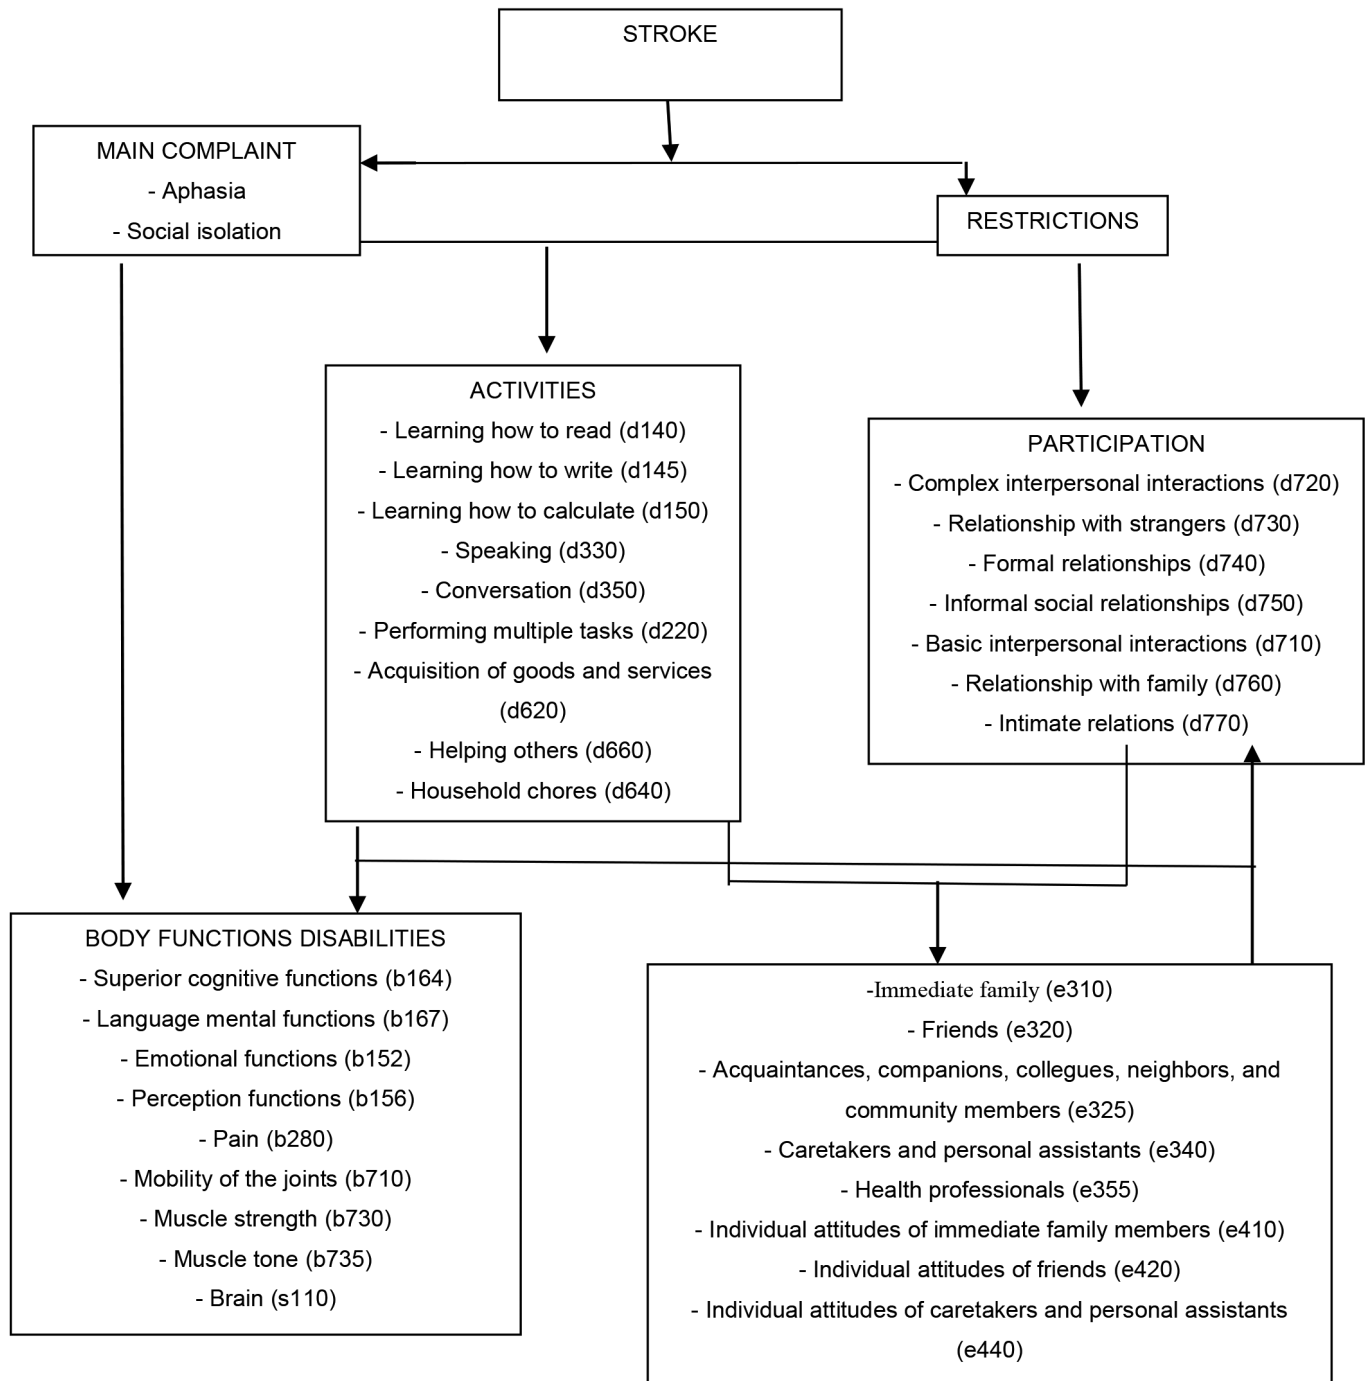 STROKE
MAIN COMPLAINT
- Aphasia
- Social isolation
RESTRICTIONS
ACTIVITIES
- Learning how to read (d140)
- Learning how to write (d145)
- Learning how to calculate (d150)
- Speaking (d330)
- Conversation (d350)
- Performing multiple tasks (d220)
- Acquisition of goods and services
(d620)
- Helping others (d660)
- Household chores (d640)
PARTICIPATION
- Complex interpersonal interactions (d720)
- Relationship with strangers (d730)
- Formal relationships (d740)
- Informal social relationships (d750)
- Basic interpersonal interactions (d710)
- Relationship with family (d760)
- Intimate relations (d770)
BODY FUNCTIONS DISABILITIES
- Superior cognitive functions (b164)
- Language mental functions (b167)
- Emotional functions (b152)
- Perception functions (b156)
- Pain (b280)
- Mobility of the joints (b710)
- Muscle strength (b730)
- Muscle tone (b735)
- Brain (s110)
-Immediate family (e310)
- Friends (e320)
- Acquaintances, companions, collegues, neighbors, and
community members (e325)
- Caretakers and personal assistants (e340)
- Health professionals (e355)
- Individual attitudes of immediate family members (e410)
- Individual attitudes of friends (e420)
- Individual attitudes of caretakers and personal assistants
(e440)